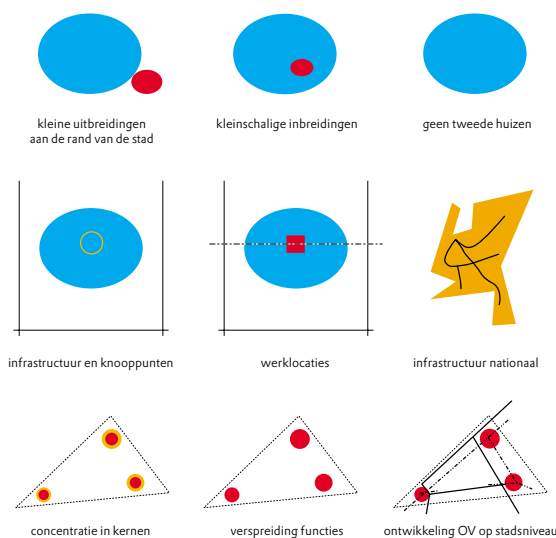 kleine uitbreidingen
aan de rand van de stad
kleinschalige inbreidingen
geen tweede huizen
infrastructuur en knooppunten
werklocaties
infrastructuur nationaal
concentratie in kernen
verspreiding functies
ontwikkeling OV op stadsniveau